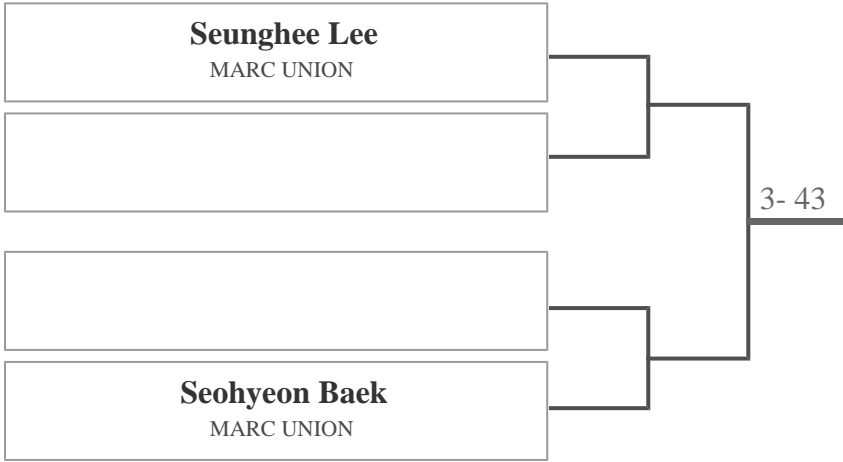 Seunghee Lee
MARC UNION
3- 43
Seohyeon Baek
MARC UNION